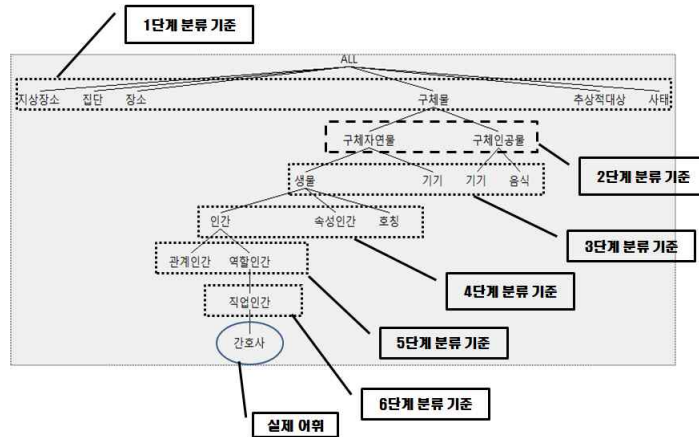 1단계 분류 기준
ALL
지상장소 집단 장소 구체물 추상적대상 사태
구체자연물 구체인공물
2단계 분류 기준
생물 기기 기기 음식
3단계 분류 기준
인간 속성인간 호칭
4단계 분류 기준
관계인간 역할인간
5단계 분류 기준
직업인간
6단계 분류 기준
간호사
실제 어휘